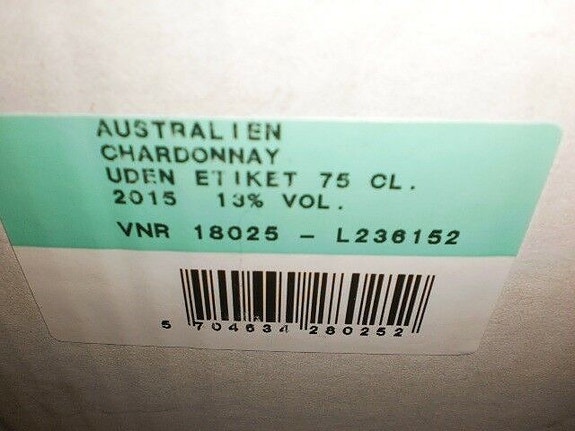 AUSTRALIEN
CHARDONNAY
UDEN ETIKET 75 CL.
2015 13% VOL.
VNR 18025 - L236152
5 704634 280252